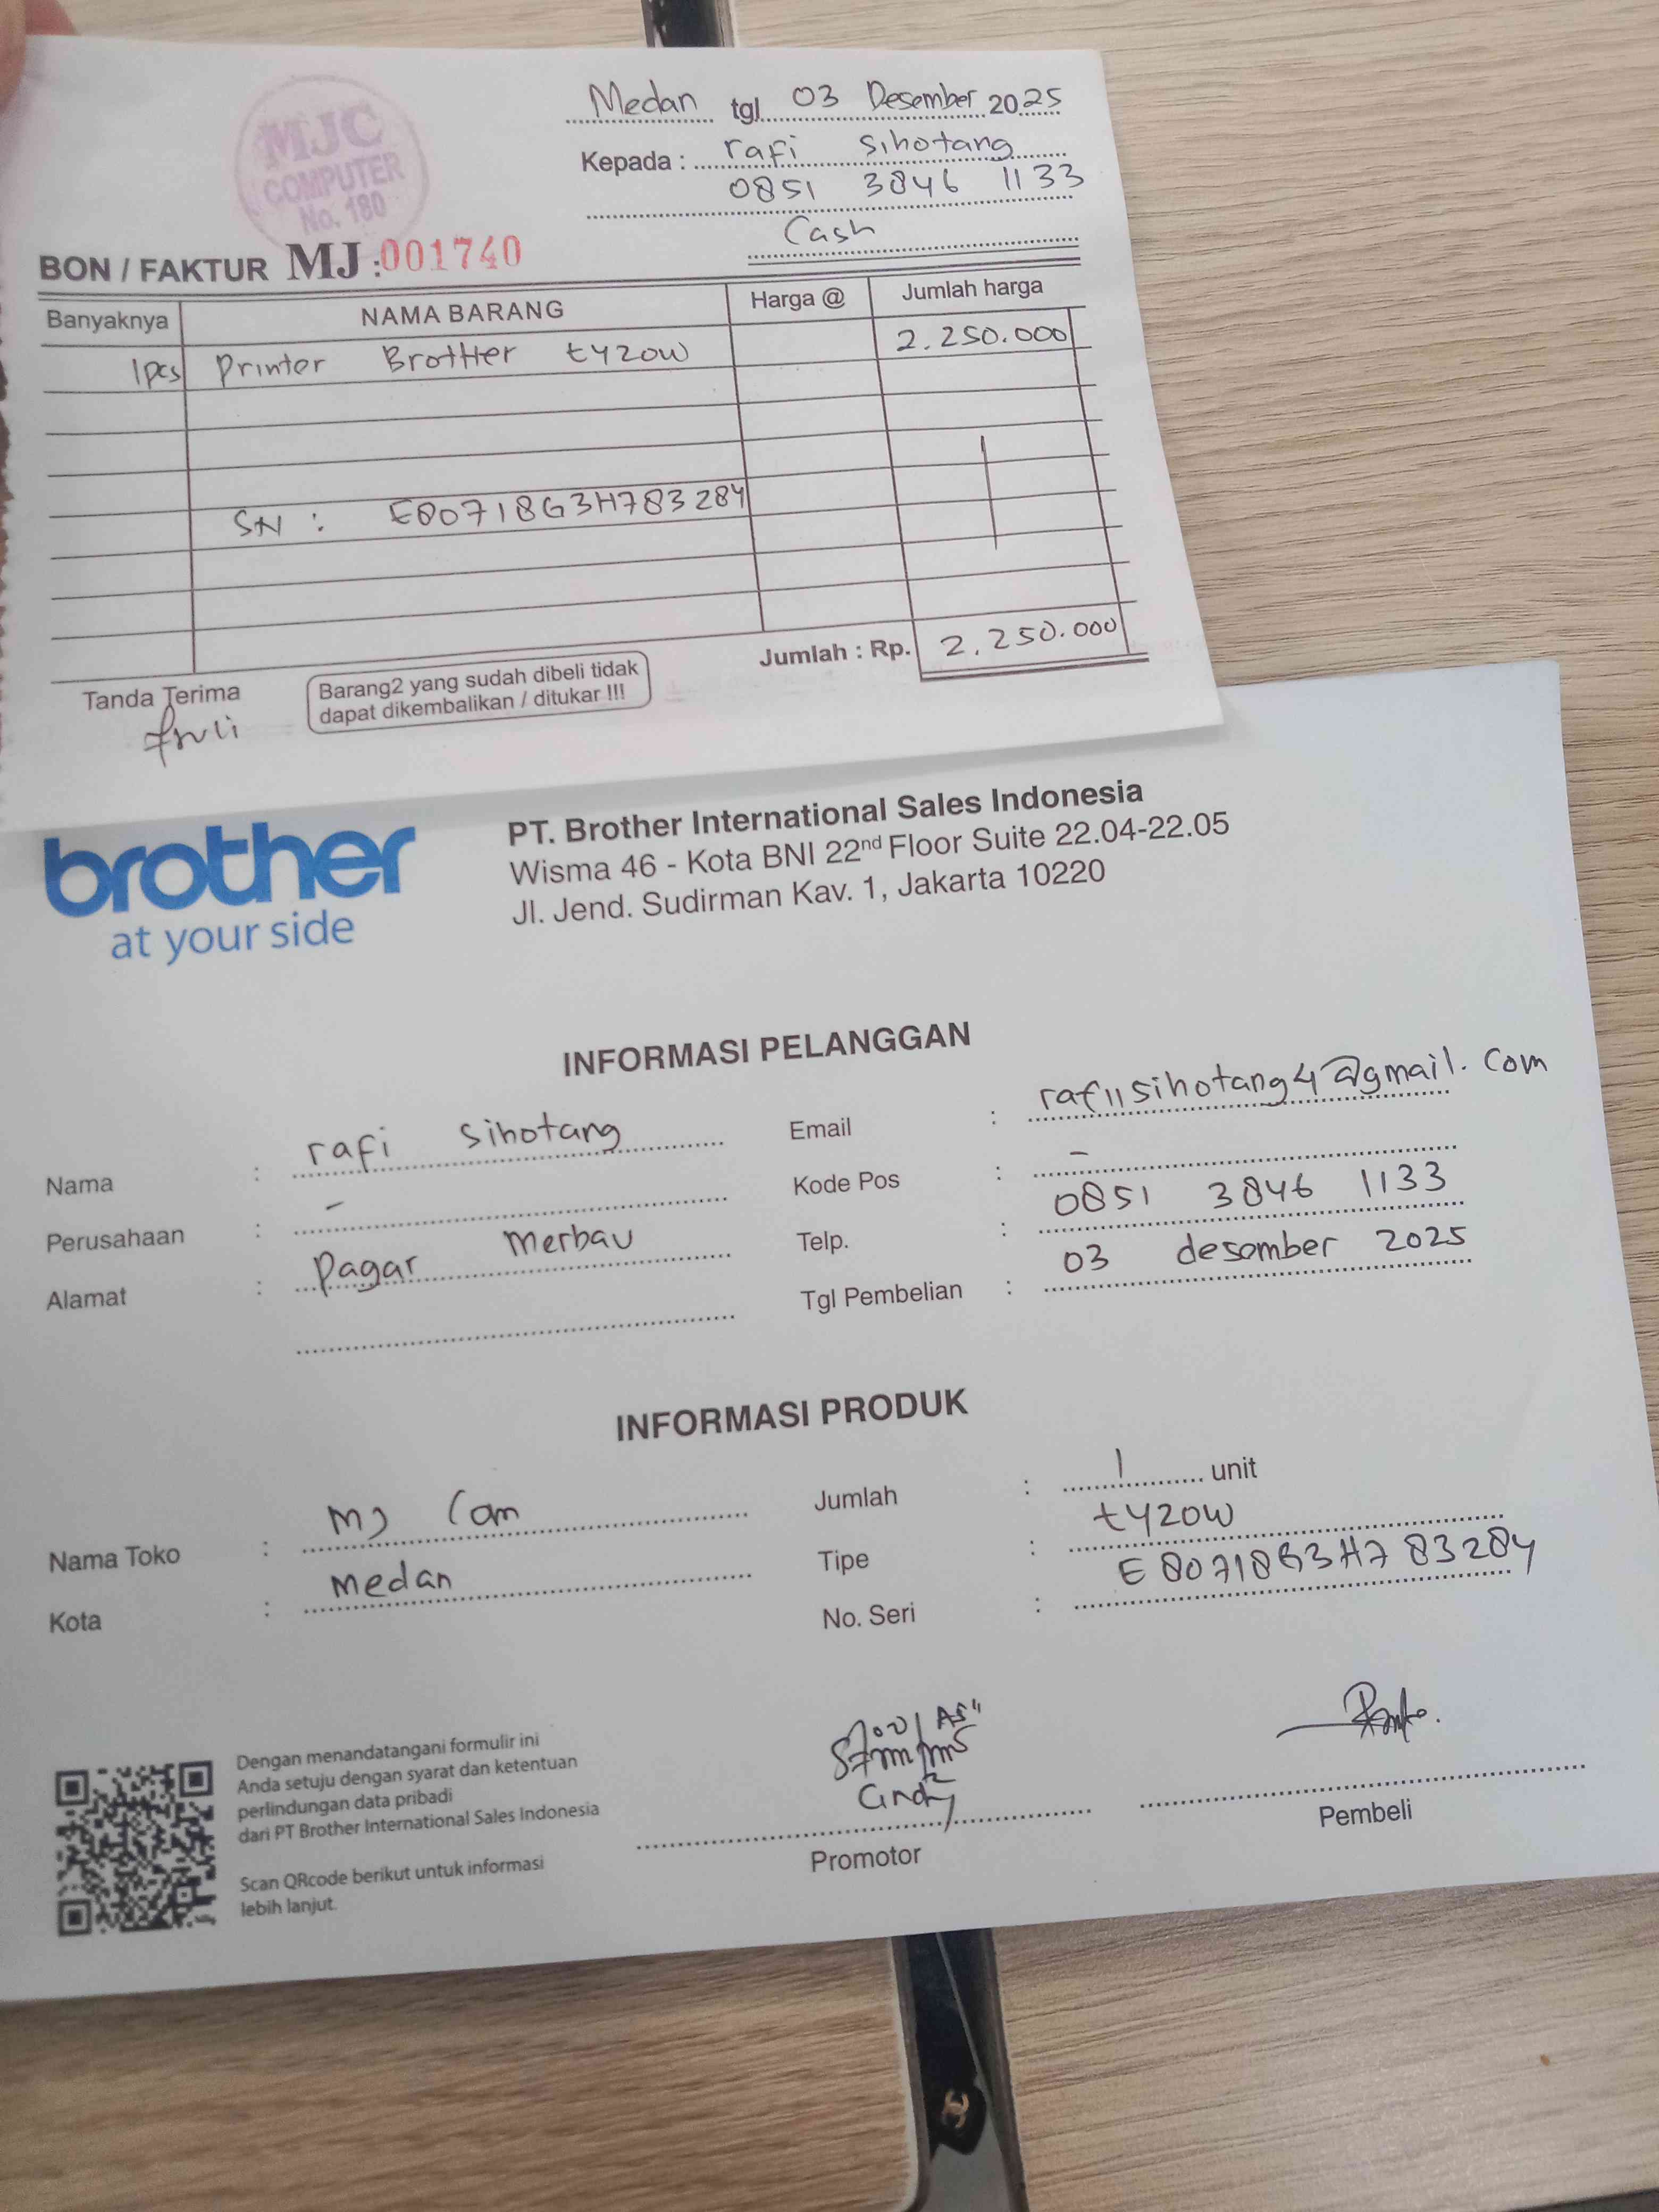 MJC
COMPUTER
No. 180
Medan tgl 03 Desember 2025
Kepada : rafi sihotang
0851 3846 1133
Cash
BON / FAKTUR MJ : 001740
Banyaknya NAMA BARANG Harga @ Jumlah harga
1pcs Printer BrotHer t420W 2.250.000
SN : E80718G3H783284
Jumlah : Rp. 2.250.000
Tanda Terima
Barang2 yang sudah dibeli tidak
dapat dikembalikan / ditukar !!!
brother
at your side
PT. Brother International Sales Indonesia
Wisma 46 - Kota BNI 22nd Floor Suite 22.04-22.05
Jl. Jend. Sudirman Kav. 1, Jakarta 10220
INFORMASI PELANGGAN
Nama : rafi sihotang
Perusahaan : -
Alamat : Pagar Merbau
Email : rafiisihotang4@gmail.com
Kode Pos : -
Telp. : 0851 3846 1133
Tgl Pembelian : 03 desember 2025
INFORMASI PRODUK
Nama Toko : MJ Com
Kota : Medan
Jumlah : 1 unit
Tipe : t420W
No. Seri : E80718G3H783284
Dengan menandatangani formulir ini
Anda setuju dengan syarat dan ketentuan
perlindungan data pribadi
dari PT Brother International Sales Indonesia
Scan QRcode berikut untuk informasi
lebih lanjut.
Promotor
Pembeli